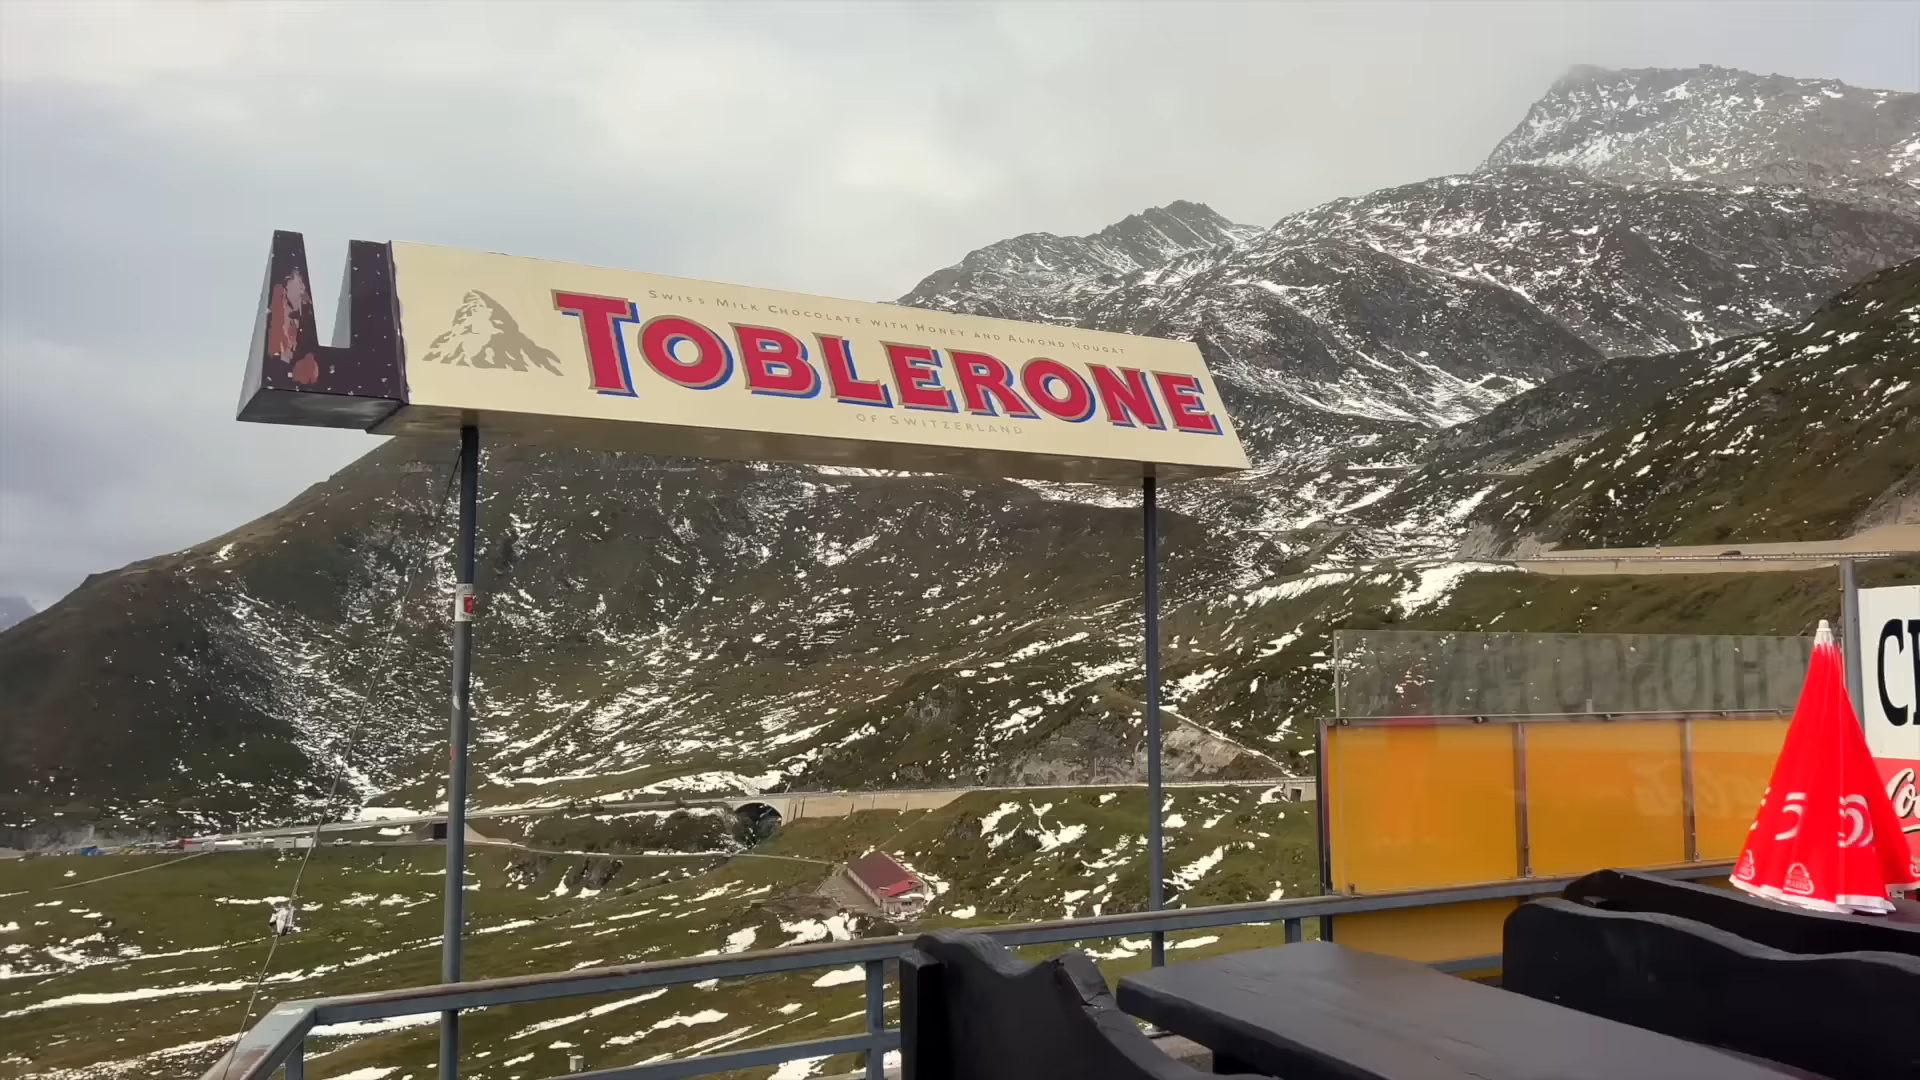 SWISS MILK CHOCOLATE WITH HONEY AND ALMOND NOUGAT
TOBLERONE
OF SWITZERLAND